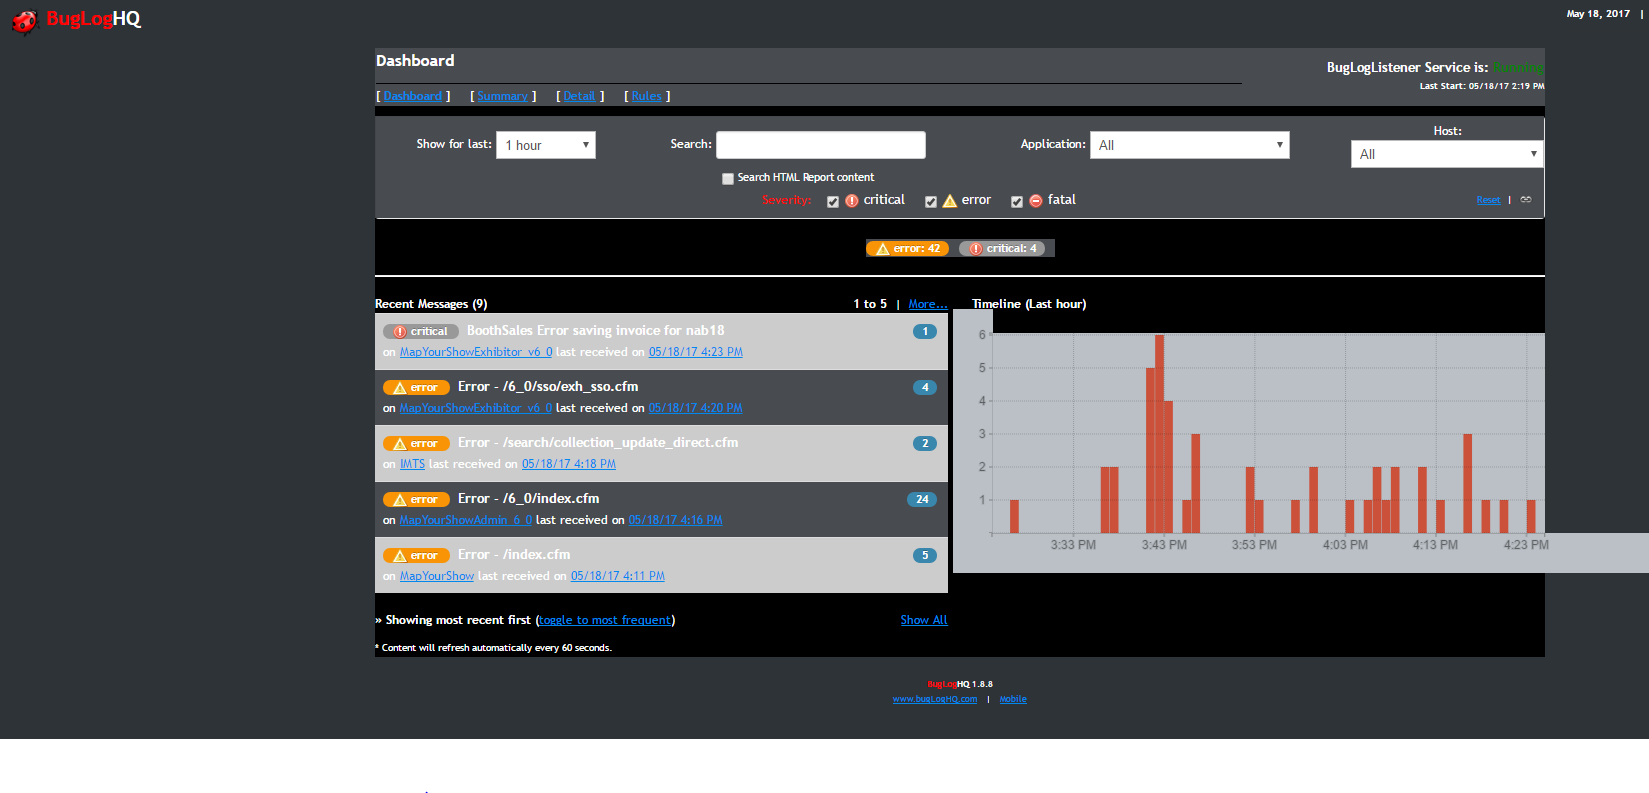 BugLogHQ
May 18, 2017 |
Dashboard
BugLogListener Service is: Running
Last Start: 05/18/17 2:19 PM
[ Dashboard ] [ Summary ] [ Detail ] [ Rules ]
Host:
Show for last: 1 hour Search: Application: All All
Search HTML Report content
Severity: critical error fatal
Reset |
error: 42 critical: 4
Recent Messages (9) 1 to 5 | More...
critical BoothSales Error saving invoice for nab18 1
on MapYourShowExhibitor_v6_0 last received on 05/18/17 4:23 PM
error Error - /6_0/sso/exh_sso.cfm 4
on MapYourShowExhibitor_v6_0 last received on 05/18/17 4:20 PM
error Error - /search/collection_update_direct.cfm 2
on IMTS last received on 05/18/17 4:18 PM
error Error - /6_0/index.cfm 24
on MapYourShowAdmin_6_0 last received on 05/18/17 4:16 PM
error Error - /index.cfm 5
on MapYourShow last received on 05/18/17 4:11 PM
» Showing most recent first (toggle to most frequent) Show All
* Content will refresh automatically every 60 seconds.
Timeline (Last hour)
6
5
4
3
2
1
3:33 PM 3:43 PM 3:53 PM 4:03 PM 4:13 PM 4:23 PM
BugLogHQ 1.8.8
www.bugLogHQ.com | Mobile